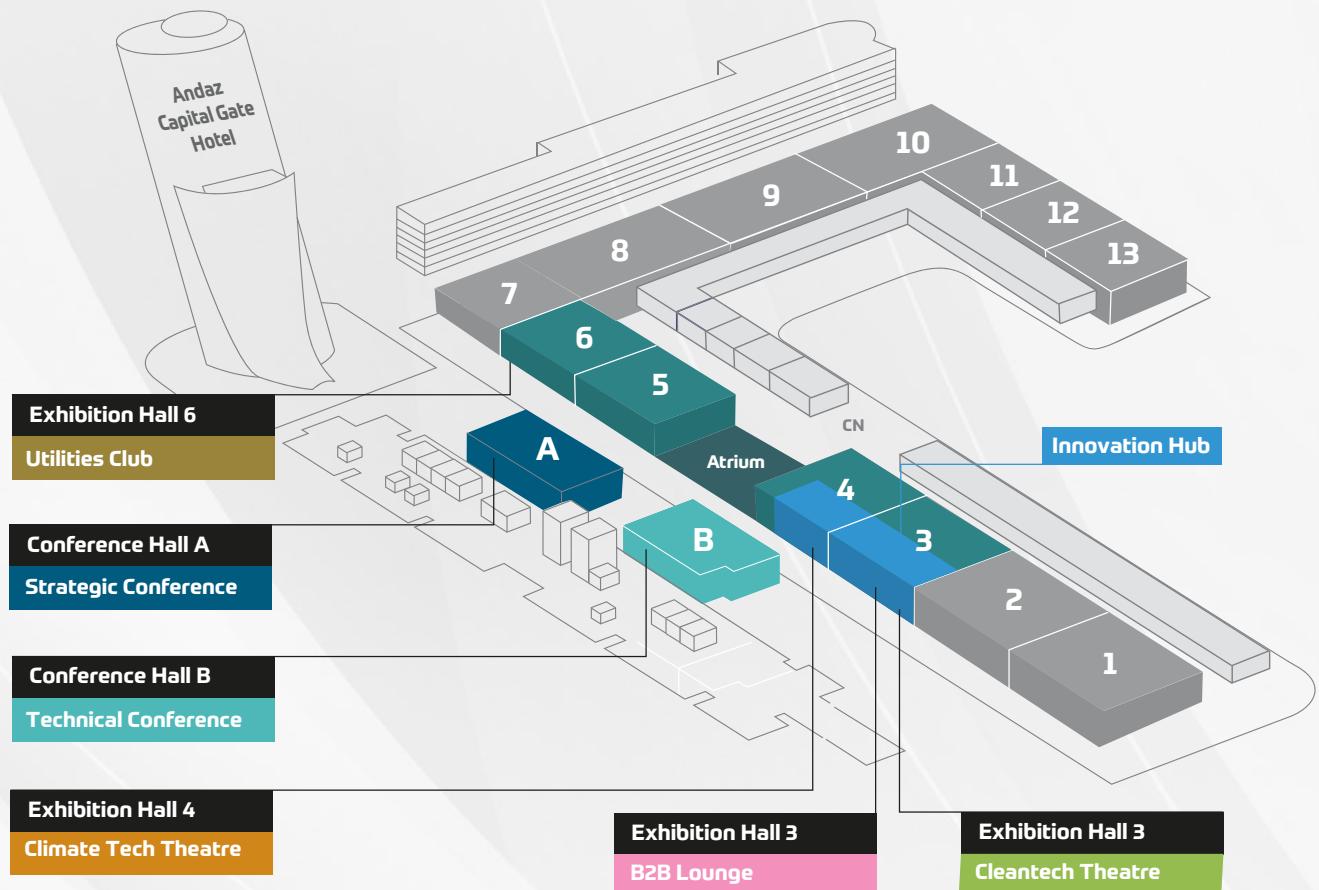 Andaz
Capital Gate
Hotel
10
11
9
12
8
13
7
6
5
Exhibition Hall 6
Utilities Club
CN
A
Atrium
Innovation Hub
4
B
3
Conference Hall A
Strategic Conference
2
1
Conference Hall B
Technical Conference
Exhibition Hall 4
Climate Tech Theatre
Exhibition Hall 3
B2B Lounge
Exhibition Hall 3
Cleantech Theatre